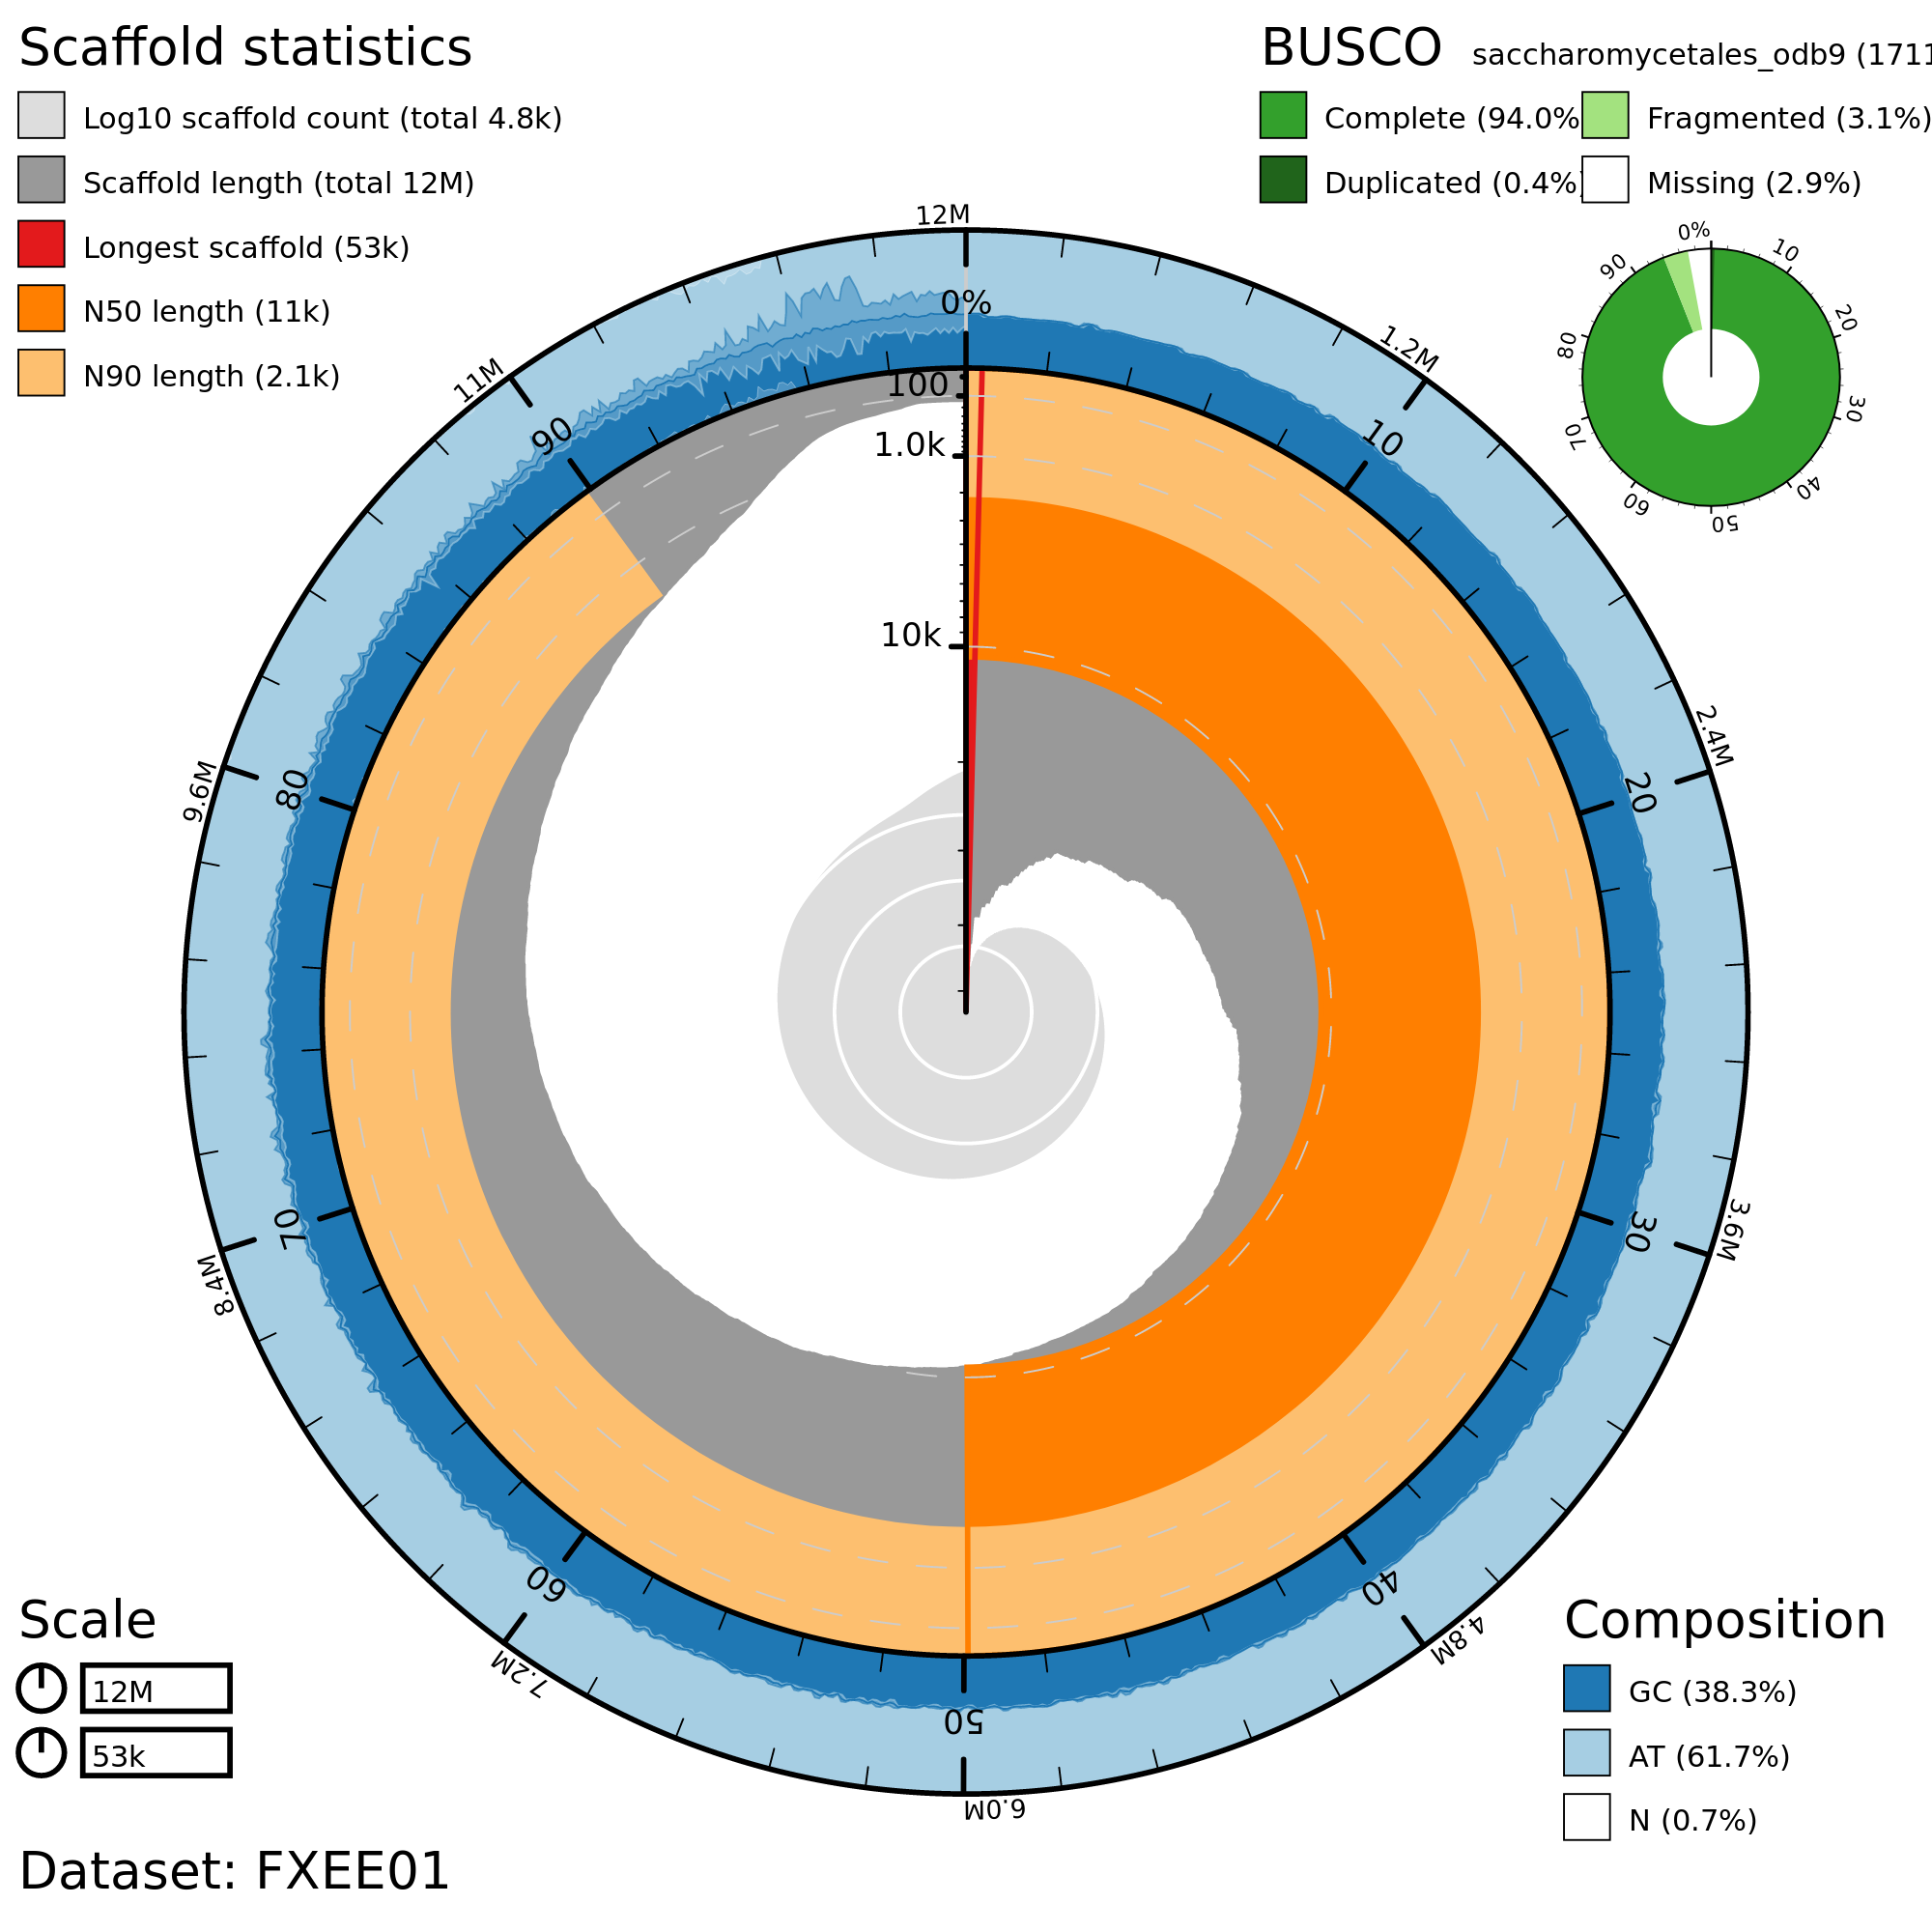 Scaffold statistics
Log10 scaffold count (total 4.8k)
Scaffold length (total 12M)
Longest scaffold (53k)
N50 length (11k)
N90 length (2.1k)
BUSCO saccharomycetales_odb9 (1711
Complete (94.0%
Fragmented (3.1%)
Duplicated (0.4%)
Missing (2.9%)
0%
10
20
30
40
50
60
70
80
90
12M
1.2M
2.4M
3.6M
4.8M
6.0M
7.2M
8.4M
9.6M
11M
0%
10
20
30
40
50
60
70
80
90
100
1.0k
10k
Scale
12M
53k
Composition
GC (38.3%)
AT (61.7%)
N (0.7%)
Dataset: FXEE01